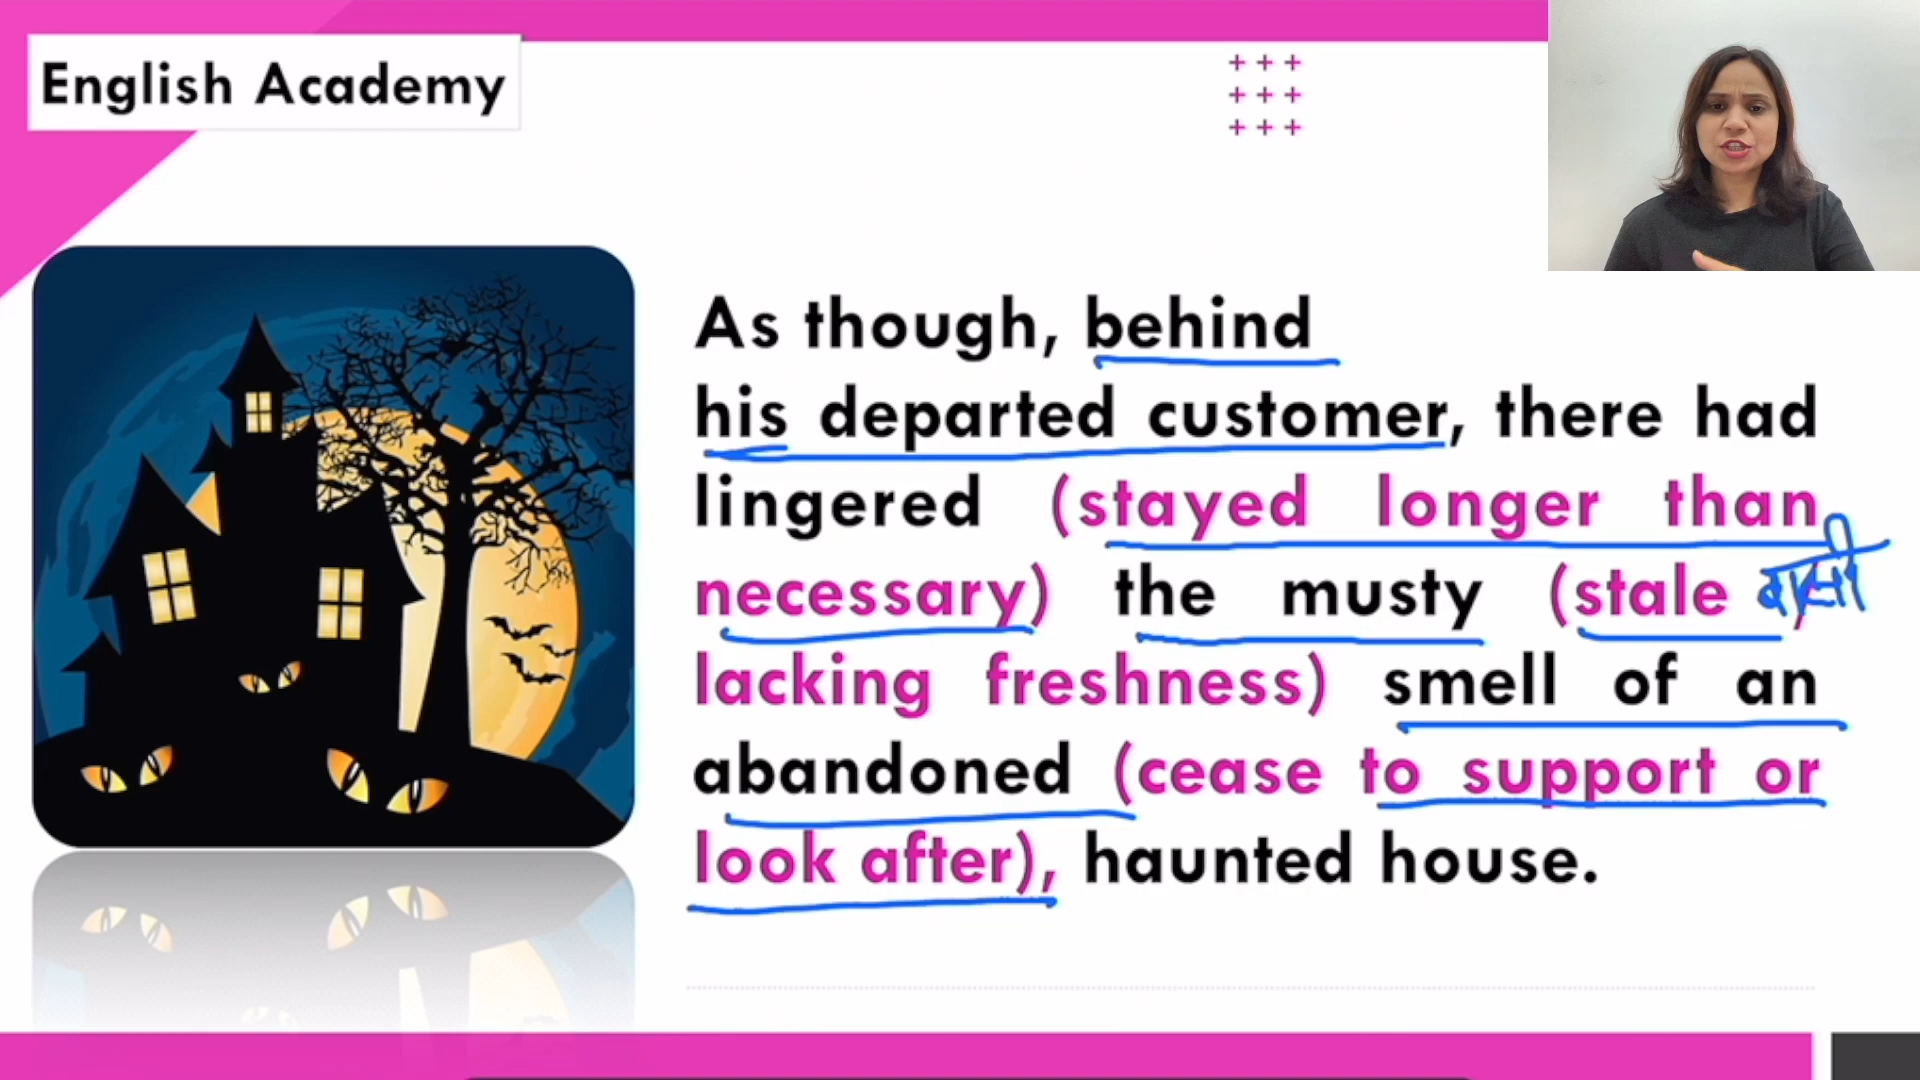 English Academy
As though, behind
his departed customer, there had
lingered (stayed longer than
necessary) the musty (stale ,
lacking freshness) smell of an
abandoned (cease to support or
look after), haunted house.